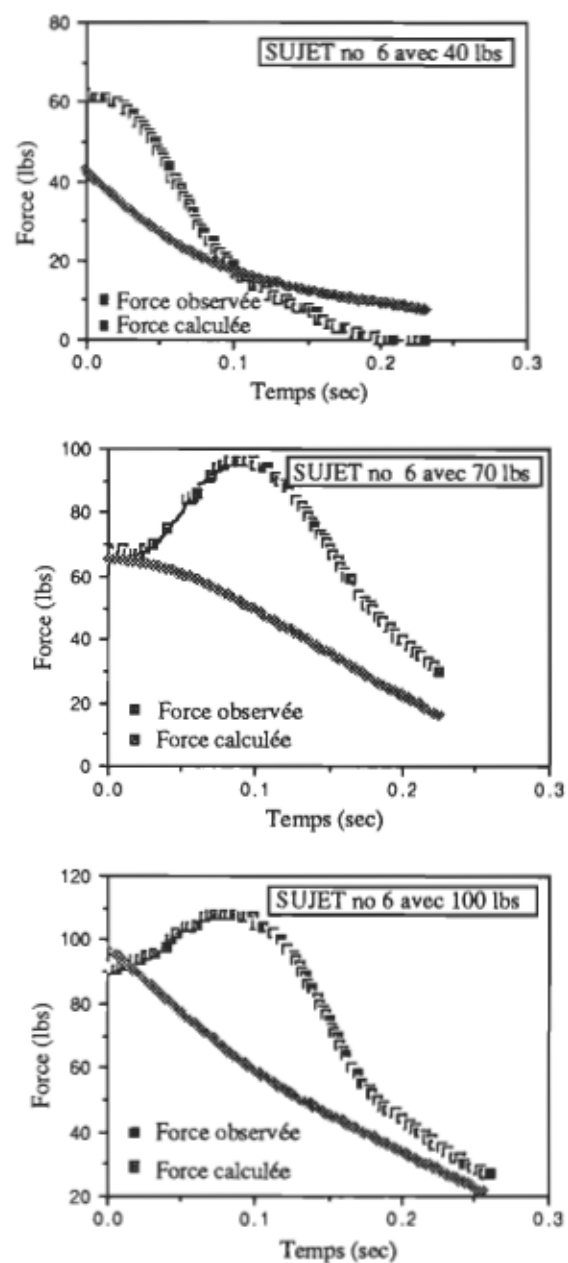 80
SUJET no 6 avec 40 lbs
60
40
20
0
Force (lbs)
Force observée
Force calculée
0.0 0.1 0.2 0.3
Temps (sec)
100
SUJET no 6 avec 70 lbs
80
60
40
20
0
Force (lbs)
Force observée
Force calculée
0.0 0.1 0.2 0.3
Temps (sec)
120
SUJET no 6 avec 100 lbs
100
80
60
40
20
Force (lbs)
Force observée
Force calculée
0.0 0.1 0.2 0.3
Temps (sec)